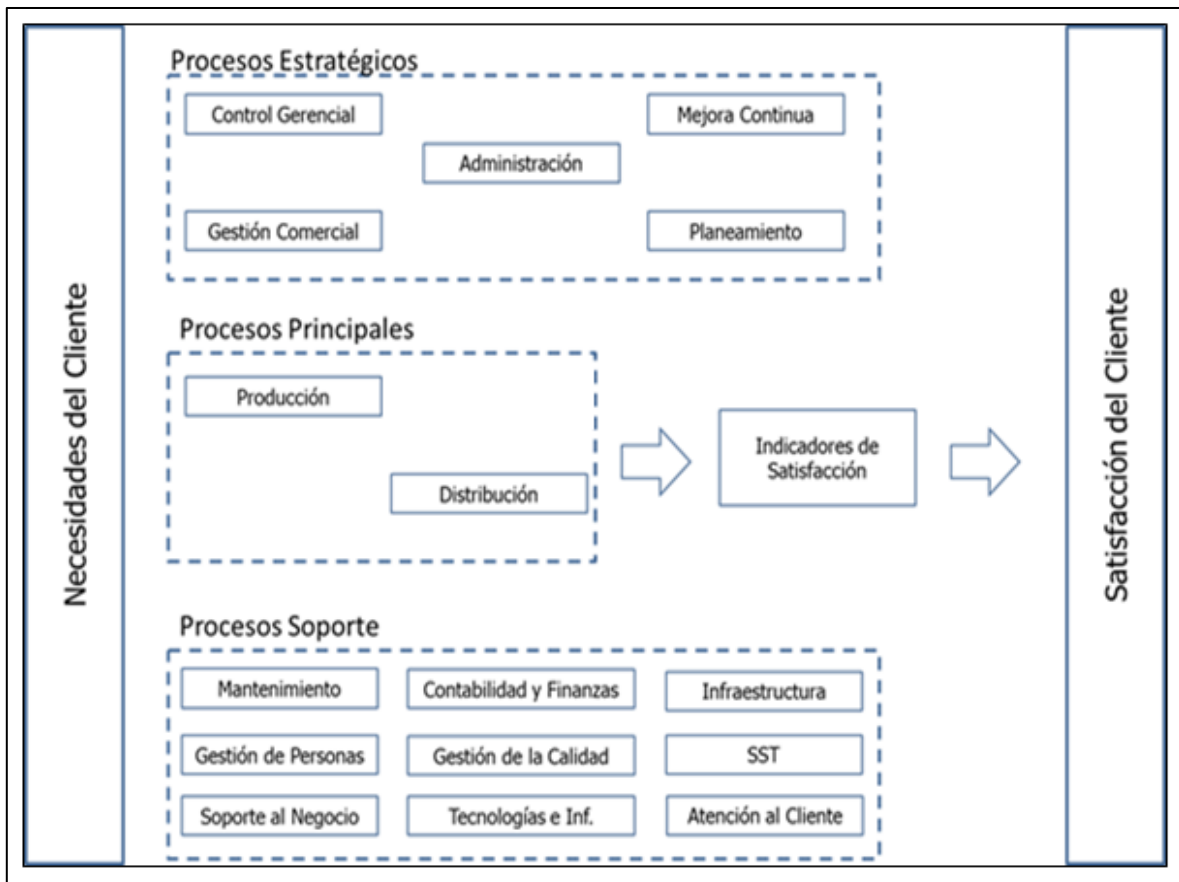 Necesidades del Cliente
Procesos Estratégicos
Control Gerencial
Mejora Continua
Administración
Gestión Comercial
Planeamiento
Procesos Principales
Producción
Distribución
Indicadores de
Satisfacción
Procesos Soporte
Mantenimiento
Contabilidad y Finanzas
Infraestructura
Gestión de Personas
Gestión de la Calidad
SST
Soporte al Negocio
Tecnologías e Inf.
Atención al Cliente
Satisfacción del Cliente